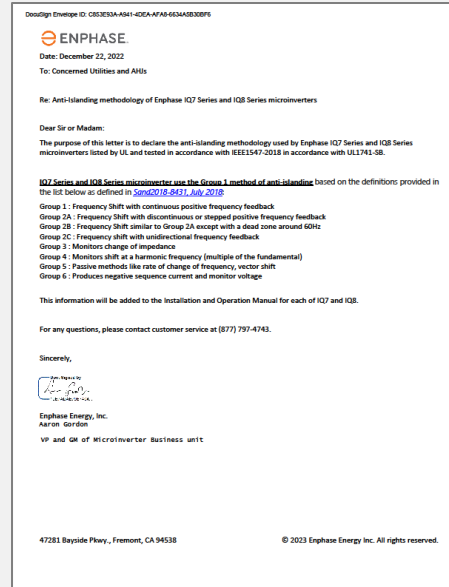 DocuSign Envelope ID: C853E93A-A941-4DEA-AFA8-6634A5B30BF6
ENPHASE.
Date: December 22, 2022
To: Concerned Utilities and AHJs
Re: Anti-Islanding methodology of Enphase IQ7 Series and IQ8 Series microinverters
Dear Sir or Madam:
The purpose of this letter is to declare the anti-islanding methodology used by Enphase IQ7 Series and IQ8 Series
microinverters listed by UL and tested in accordance with IEEE1547-2018 in accordance with UL1741-SB.
IQ7 Series and IQ8 Series microinverter use the Group 1 method of anti-islanding based on the definitions provided in
the list below as defined in Sand2018-8431, July 2018:
Group 1 : Frequency Shift with continuous positive frequency feedback
Group 2A : Frequency Shift with discontinuous or stepped positive frequency feedback
Group 2B : Frequency Shift similar to Group 2A except with a dead zone around 60Hz
Group 2C : Frequency Shift with unidirectional frequency feedback
Group 3 : Monitors change of impedance
Group 4 : Monitors shift at a harmonic frequency (multiple of the fundamental)
Group 5 : Passive methods like rate of change of frequency, vector shift
Group 6 : Produces negative sequence current and monitor voltage
This information will be added to the Installation and Operation Manual for each of IQ7 and IQ8.
For any questions, please contact customer service at (877) 797-4743.
Sincerely,
Enphase Energy, Inc.
Aaron Gordon
VP and GM of Microinverter Business unit
47281 Bayside Pkwy., Fremont, CA 94538
© 2023 Enphase Energy Inc. All rights reserved.